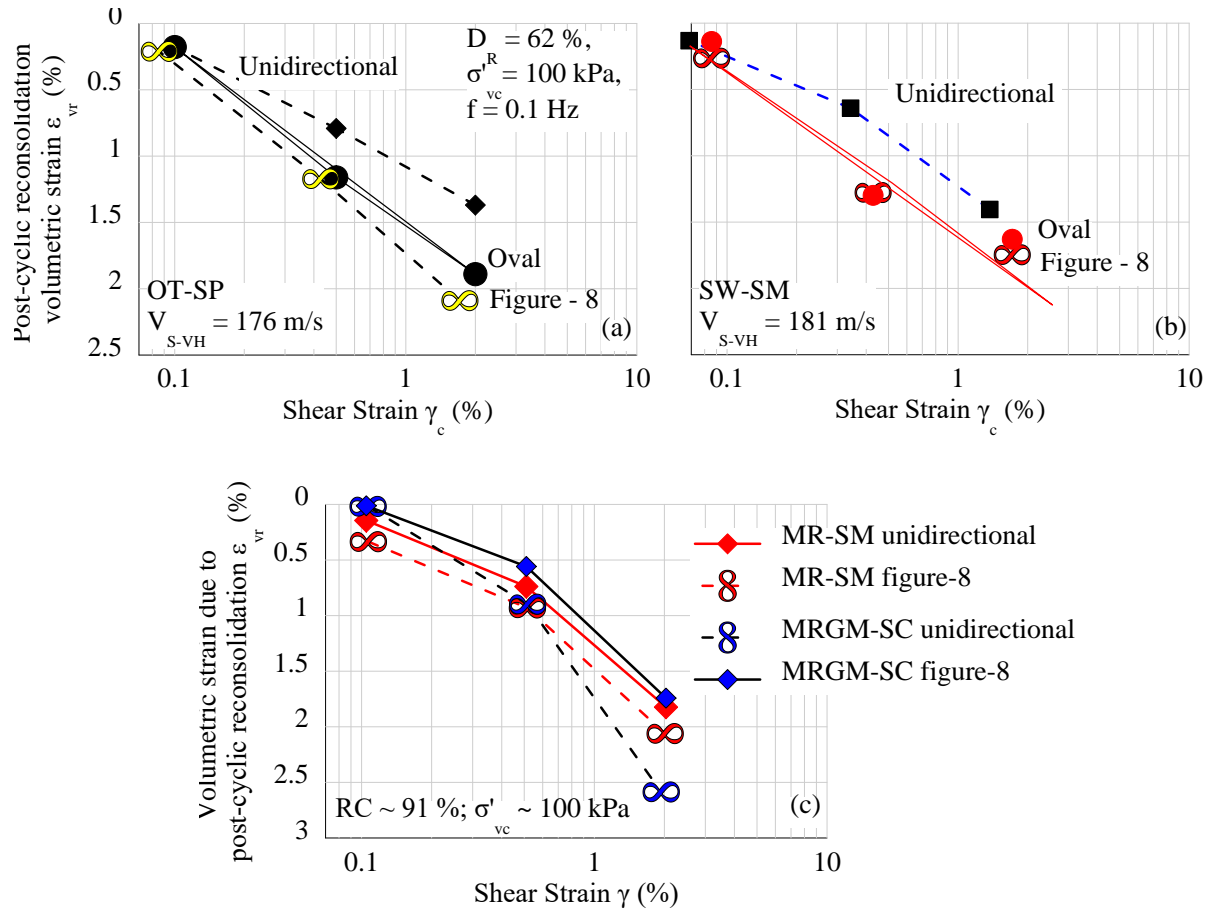 Post-cyclic reconsolidation
volumetric strain ε vr (%)
0
0.5
1
1.5
2
2.5
Unidirectional
D R = 62 %,
σ' vc = 100 kPa,
f = 0.1 Hz
Oval
Figure - 8
OT-SP
V S-VH = 176 m/s
(a)
0.1
1
10
Shear Strain γ c (%)
Unidirectional
Oval
Figure - 8
SW-SM
V S-VH = 181 m/s
(b)
0.1
1
10
Shear Strain γ c (%)
Volumetric strain due to
post-cyclic reconsolidation ε vr (%)
0
0.5
1
1.5
2
2.5
3
RC ~ 91 %; σ' vc ~ 100 kPa
(c)
0.1
1
10
Shear Strain γ (%)
MR-SM unidirectional
MR-SM figure-8
MRGM-SC unidirectional
MRGM-SC figure-8